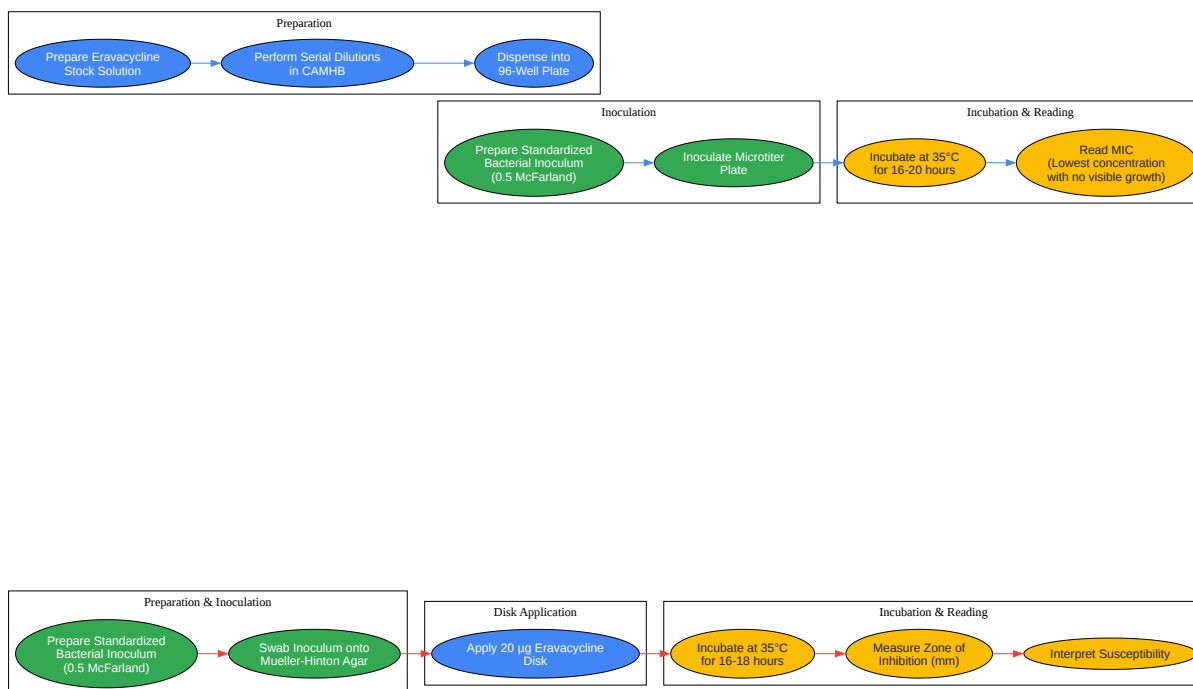 Preparation
Prepare Eravacycline
Stock Solution
Perform Serial Dilutions
in CAMHB
Dispense into
96-Well Plate
Inoculation
Prepare Standardized
Bacterial Inoculum
(0.5 McFarland)
Inoculate Microtiter
Plate
Incubation & Reading
Incubate at 35°C
for 16-20 hours
Read MIC
(Lowest concentration
with no visible growth)
Preparation & Inoculation
Prepare Standardized
Bacterial Inoculum
(0.5 McFarland)
Swab Inoculum onto
Mueller-Hinton Agar
Disk Application
Apply 20 µg Eravacycline
Disk
Incubation & Reading
Incubate at 35°C
for 16-18 hours
Measure Zone of
Inhibition (mm)
Interpret Susceptibility